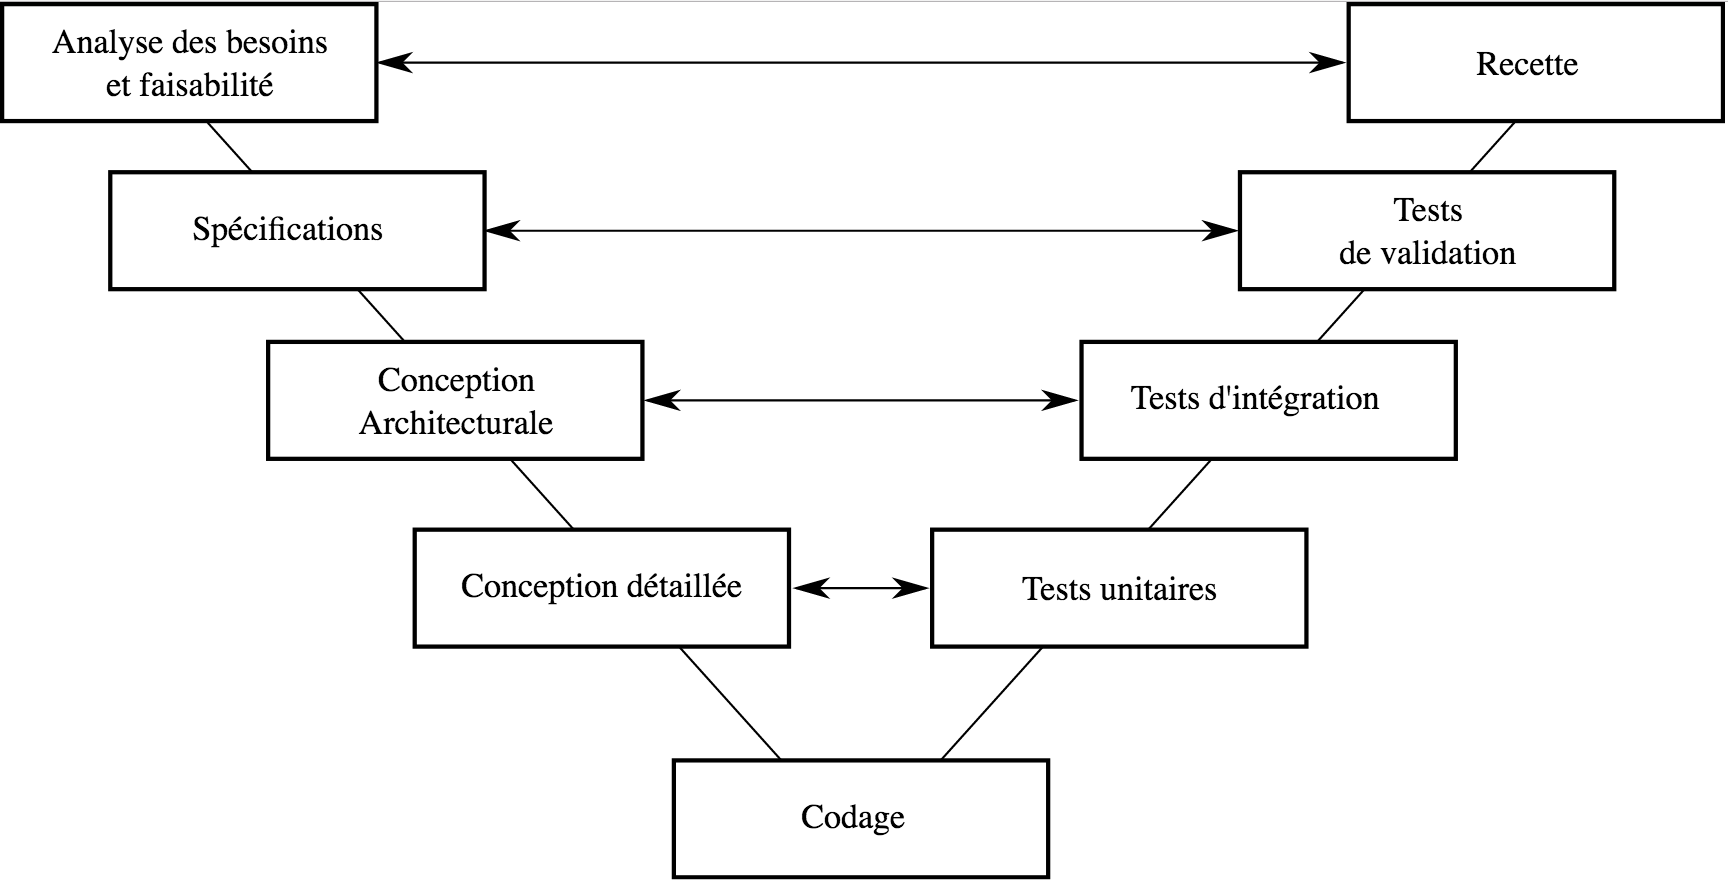 Analyse des besoins
et faisabilité
Recette
Spécifications
Tests
de validation
Conception
Architecturale
Tests d'intégration
Conception détaillée
Tests unitaires
Codage